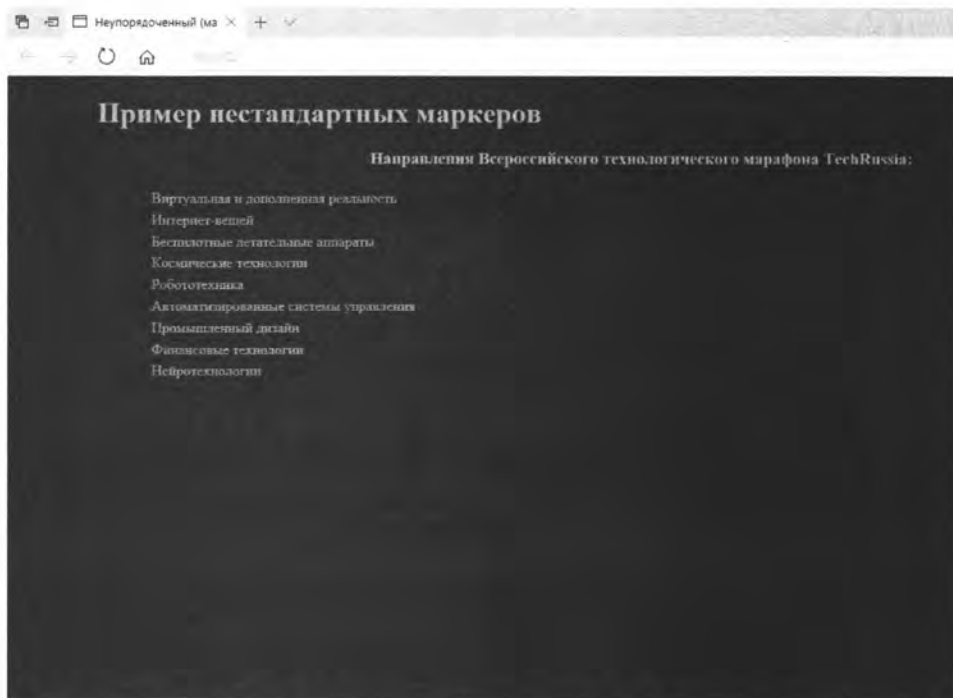 Неупорядоченный (ма
Пример нестандартных маркеров
Направления Всероссийского технологического марафона TechRussia:
Виртуальная и дополненная реальность
Интернет-вещей
Беспилотные летательные аппараты
Космические технологии
Робототехника
Автоматизированные системы управления
Промышленный дизайн
Финансовые технологии
Нейротехнологии